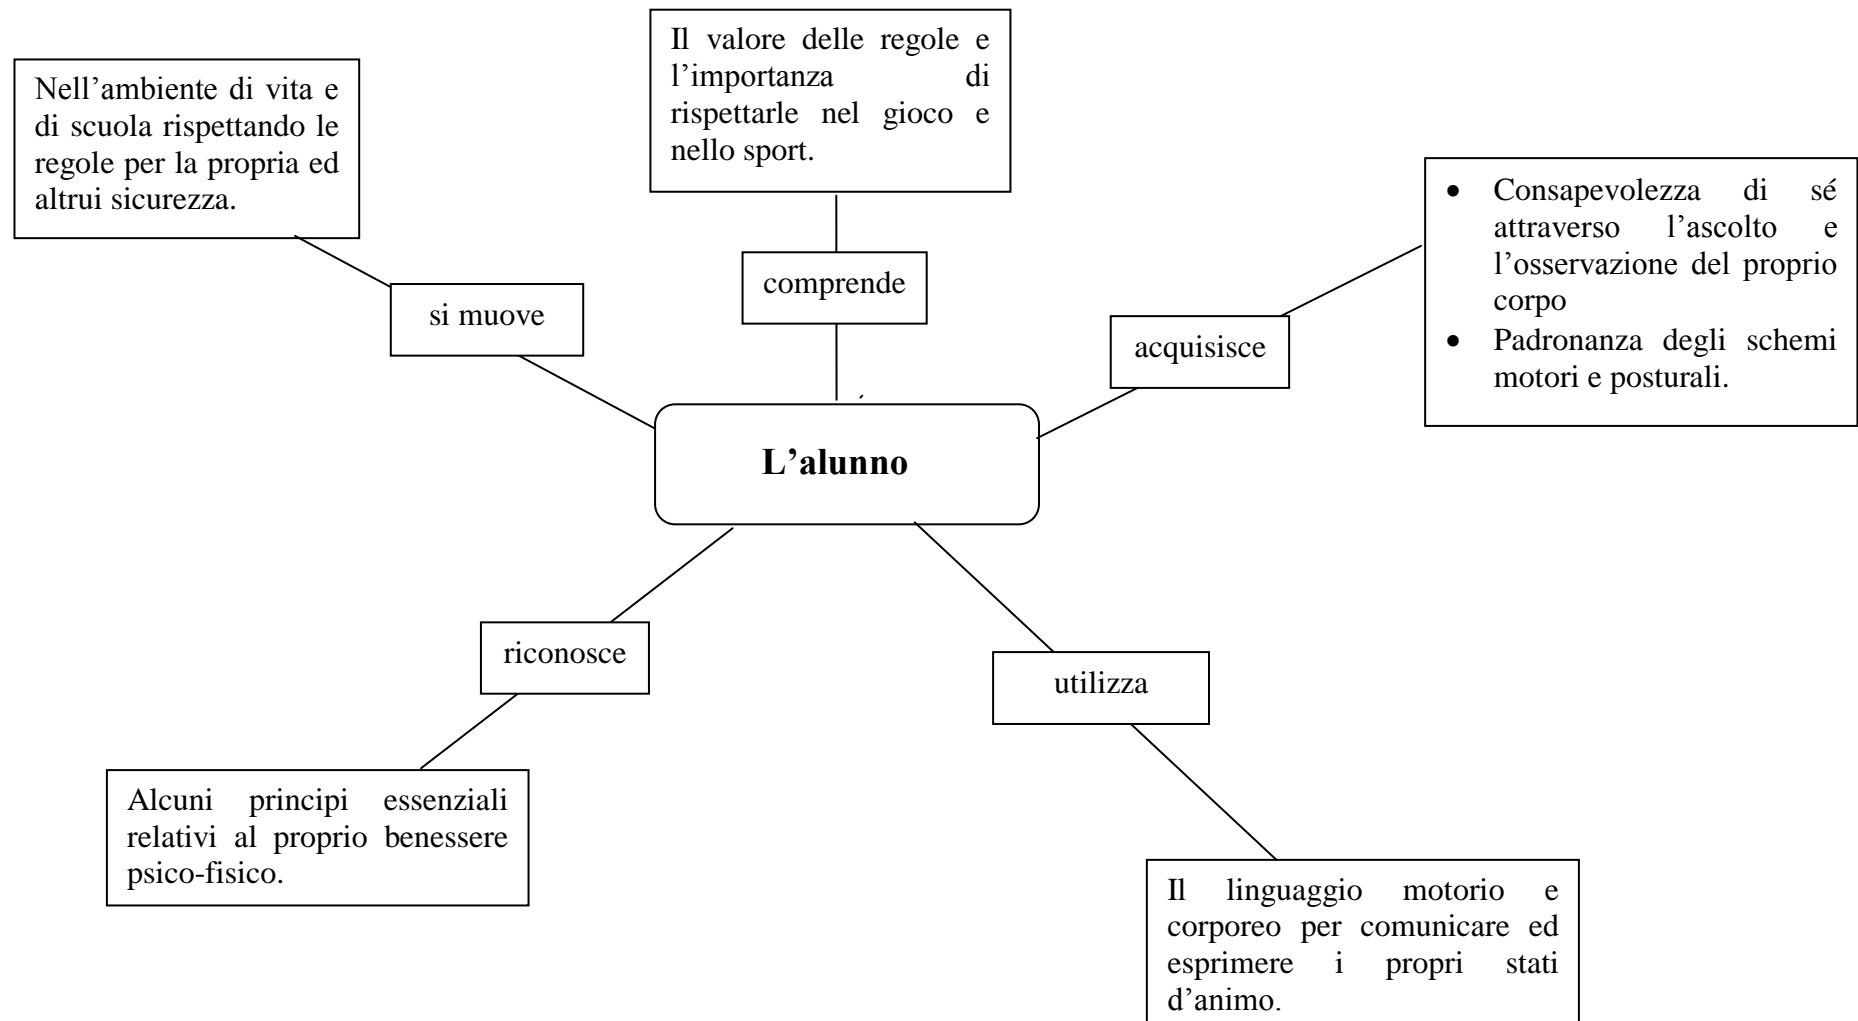 Nell’ambiente di vita e
di scuola rispettando le
regole per la propria ed
altrui sicurezza.
si muove
Il valore delle regole e
l’importanza di
rispettarle nel gioco e
nello sport.
comprende
• Consapevolezza di sé
attraverso l’ascolto e
l’osservazione del proprio
corpo
• Padronanza degli schemi
motori e posturali.
acquisisce
L’alunno
riconosce
Alcuni principi essenziali
relativi al proprio benessere
psico-fisico.
utilizza
Il linguaggio motorio e
corporeo per comunicare ed
esprimere i propri stati
d’animo.